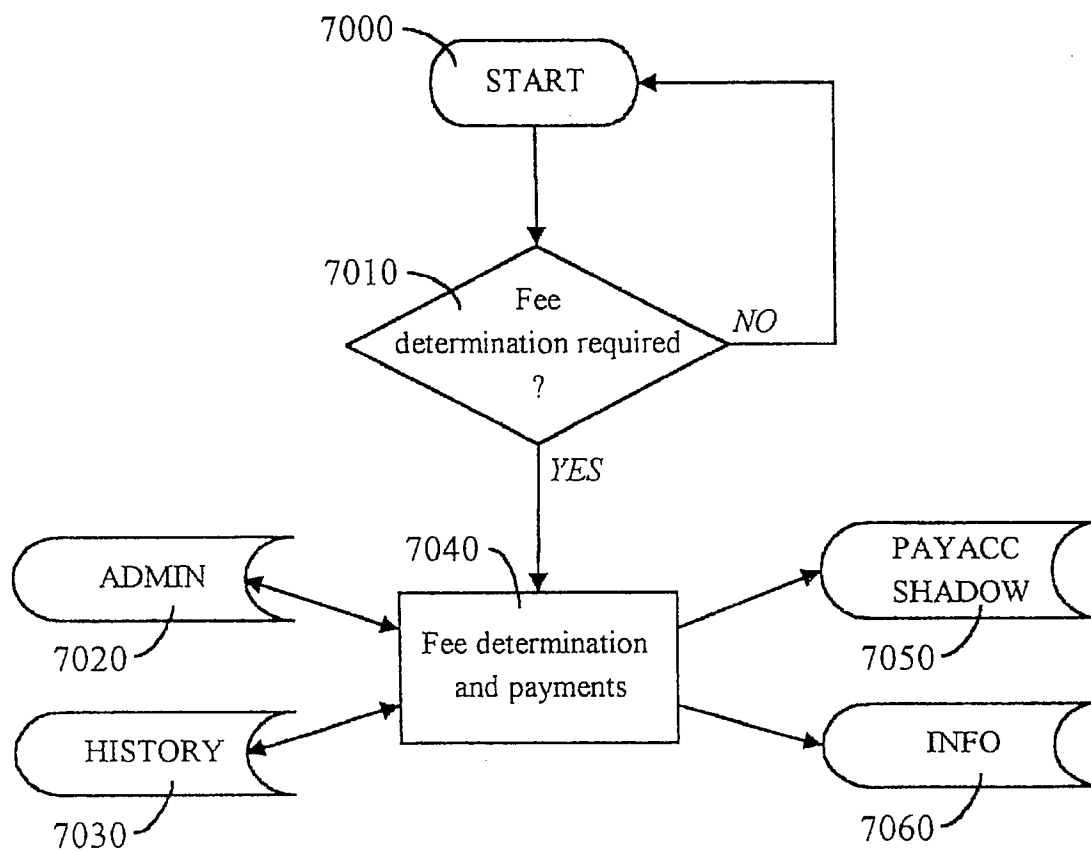 7000
START
7010
Fee
determination required
?
NO
YES
7040
ADMIN
7020
Fee determination
and payments
PAYACC
SHADOW
7050
HISTORY
7030
INFO
7060